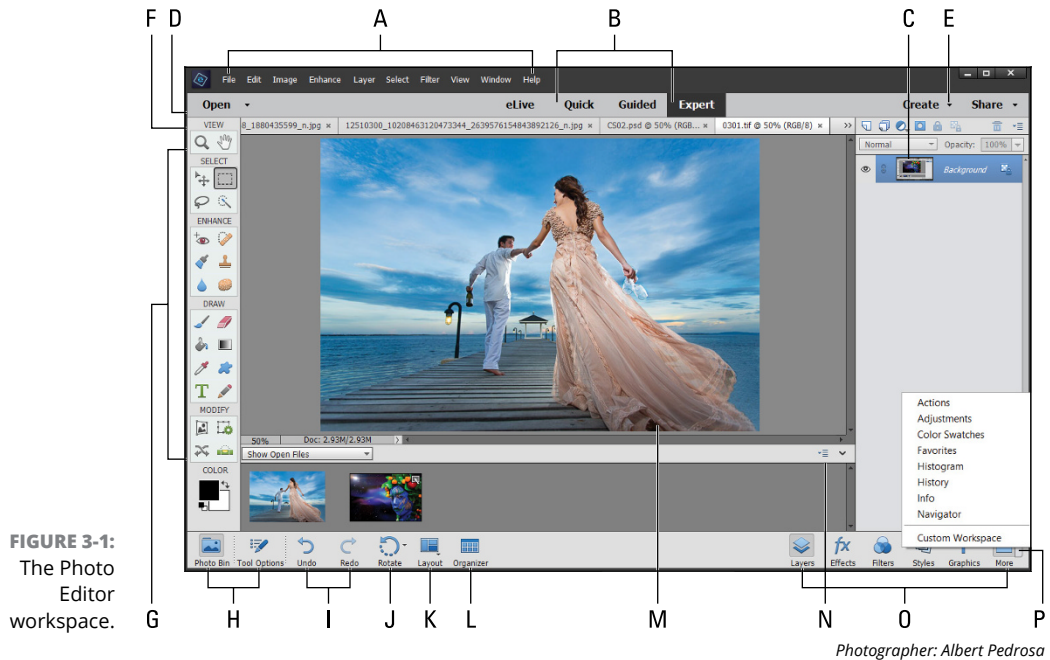 F D A B C E
File Edit Image Enhance Layer Select Filter View Window Help
Open eLive Quick Guided Expert Create Share
VIEW 8_1880435599_n.jpg × 12510300_10208463120473344_2639576154843892126_n.jpg × CS02.psd @ 50% (RGB... × 0301.tif @ 50% (RGB/8) × >>
Normal Opacity: 100%
SELECT
Background
ENHANCE
DRAW
T
MODIFY
Actions
Adjustments
Color Swatches
Favorites
Histogram
History
Info
Navigator
Custom Workspace
50% Doc: 2.93M/2.93M
Show Open Files
COLOR
Photo Bin Tool Options Undo Redo Rotate Layout Organizer Layers fx Effects Filters Styles Graphics More
FIGURE 3-1:
The Photo
Editor
workspace.
G H I J K L M N O P
Photographer: Albert Pedrosa